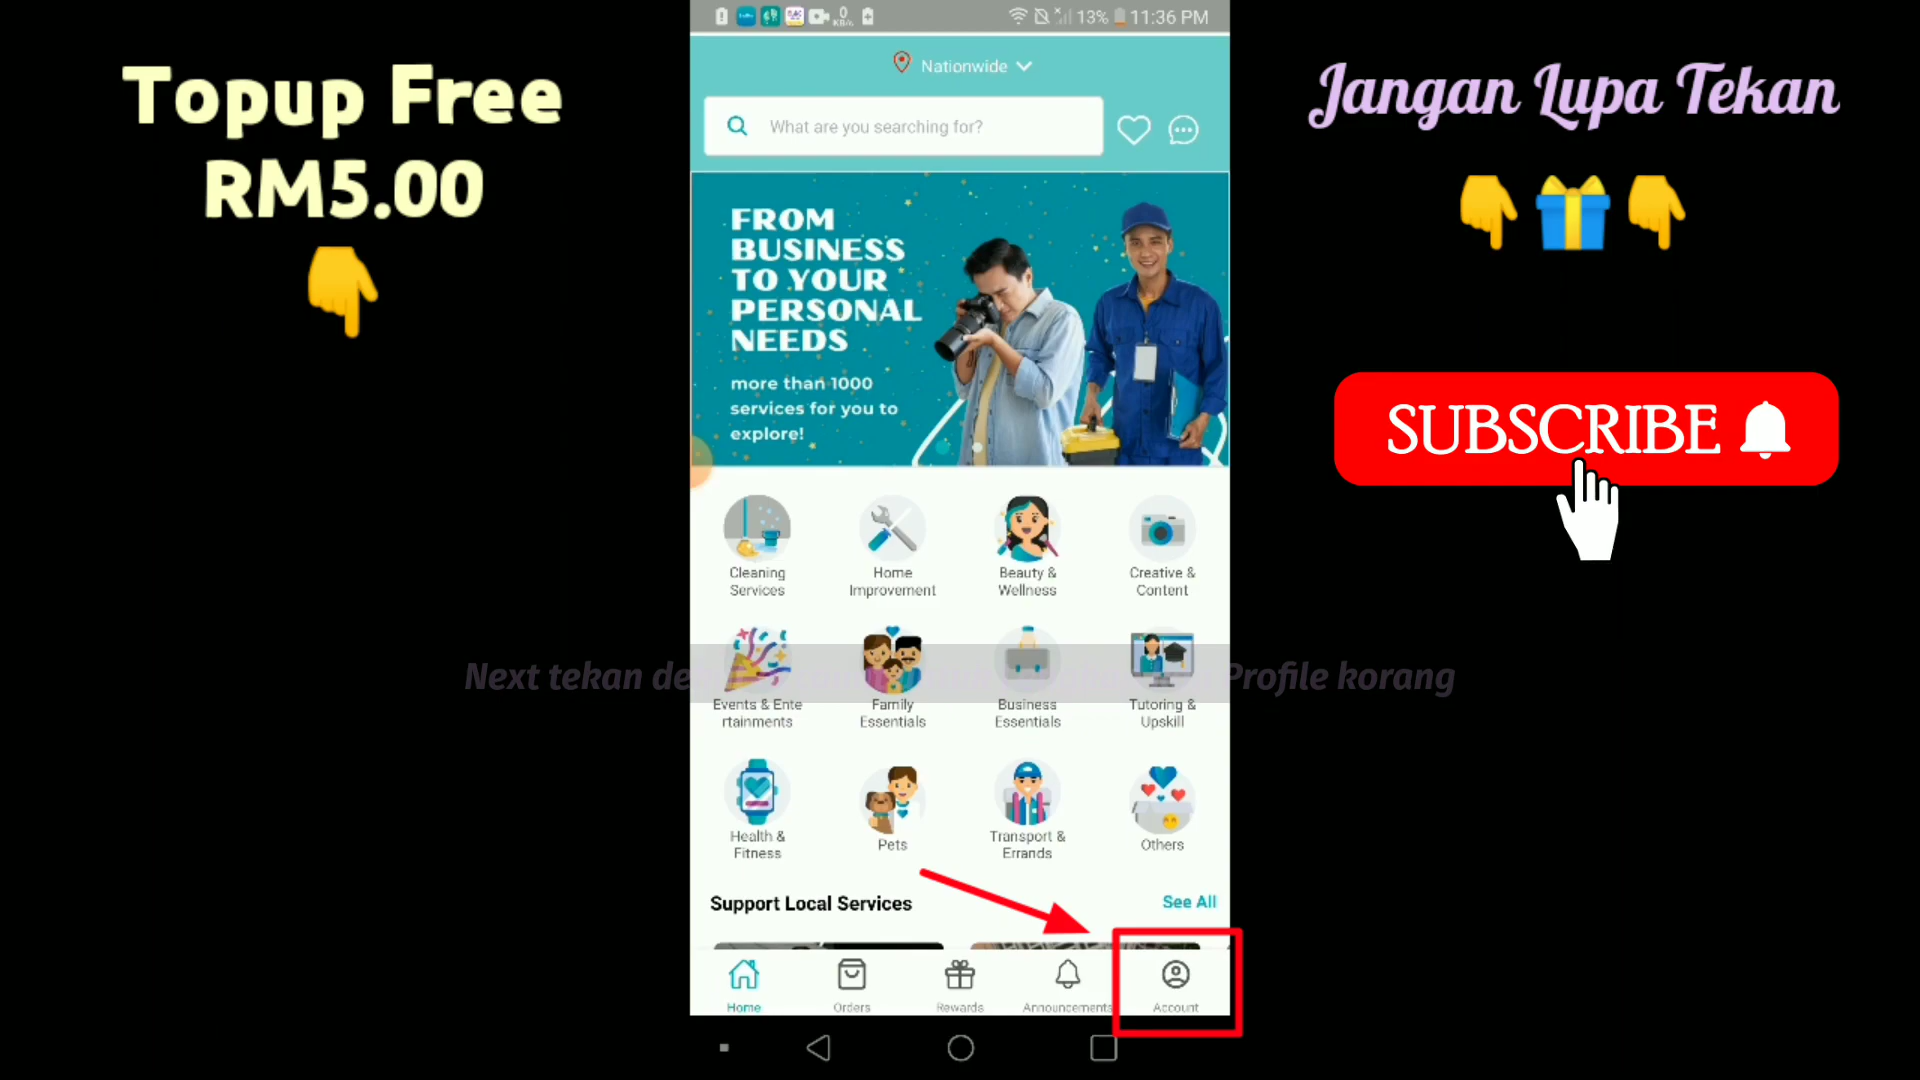 Topup Free
RM5.00
0
KB/s
13%
11:36 PM
Nationwide
What are you searching for?
FROM
BUSINESS
TO YOUR
PERSONAL
NEEDS
more than 1000
services for you to
explore!
Jangan Lupa Tekan
SUBSCRIBE
Cleaning
Services
Home
Improvement
Beauty &
Wellness
Creative &
Content
Next tekan Profile korang
Events & Ente
rtainments
Family
Essentials
Business
Essentials
Tutoring &
Upskill
Health &
Fitness
Pets
Transport &
Errands
Others
Support Local Services
See All
Home
Orders
Rewards
Announcements
Account